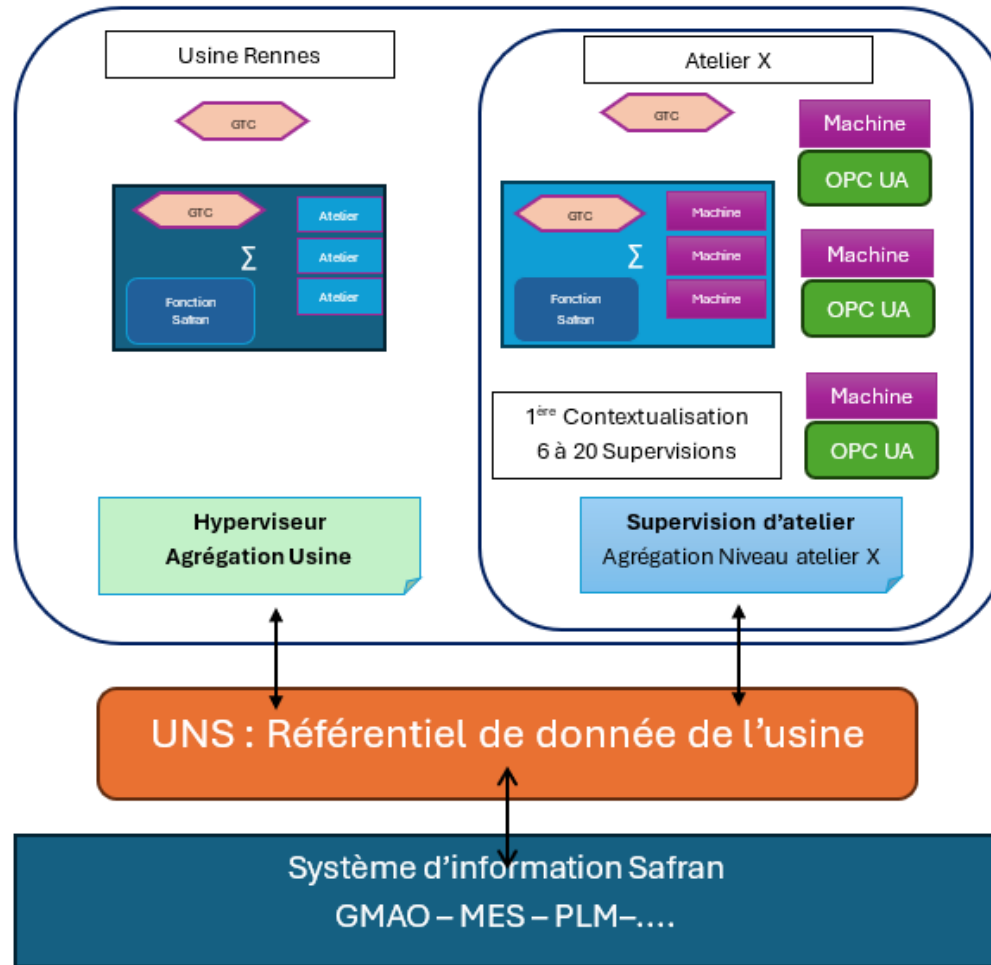 Usine Rennes
GTC
GTC
Atelier
Σ
Atelier
Atelier
Fonction
Safran
Atelier X
GTC
Machine
OPC UA
GTC
Machine
Σ
Machine
Machine
Fonction
Safran
Machine
OPC UA
1ère Contextualisation
6 à 20 Supervisions
Machine
OPC UA
Hyperviseur
Agrégation Usine
Supervision d'atelier
Agrégation Niveau atelier X
UNS : Référentiel de donnée de l'usine
Système d'information Safran
GMAO – MES – PLM–....